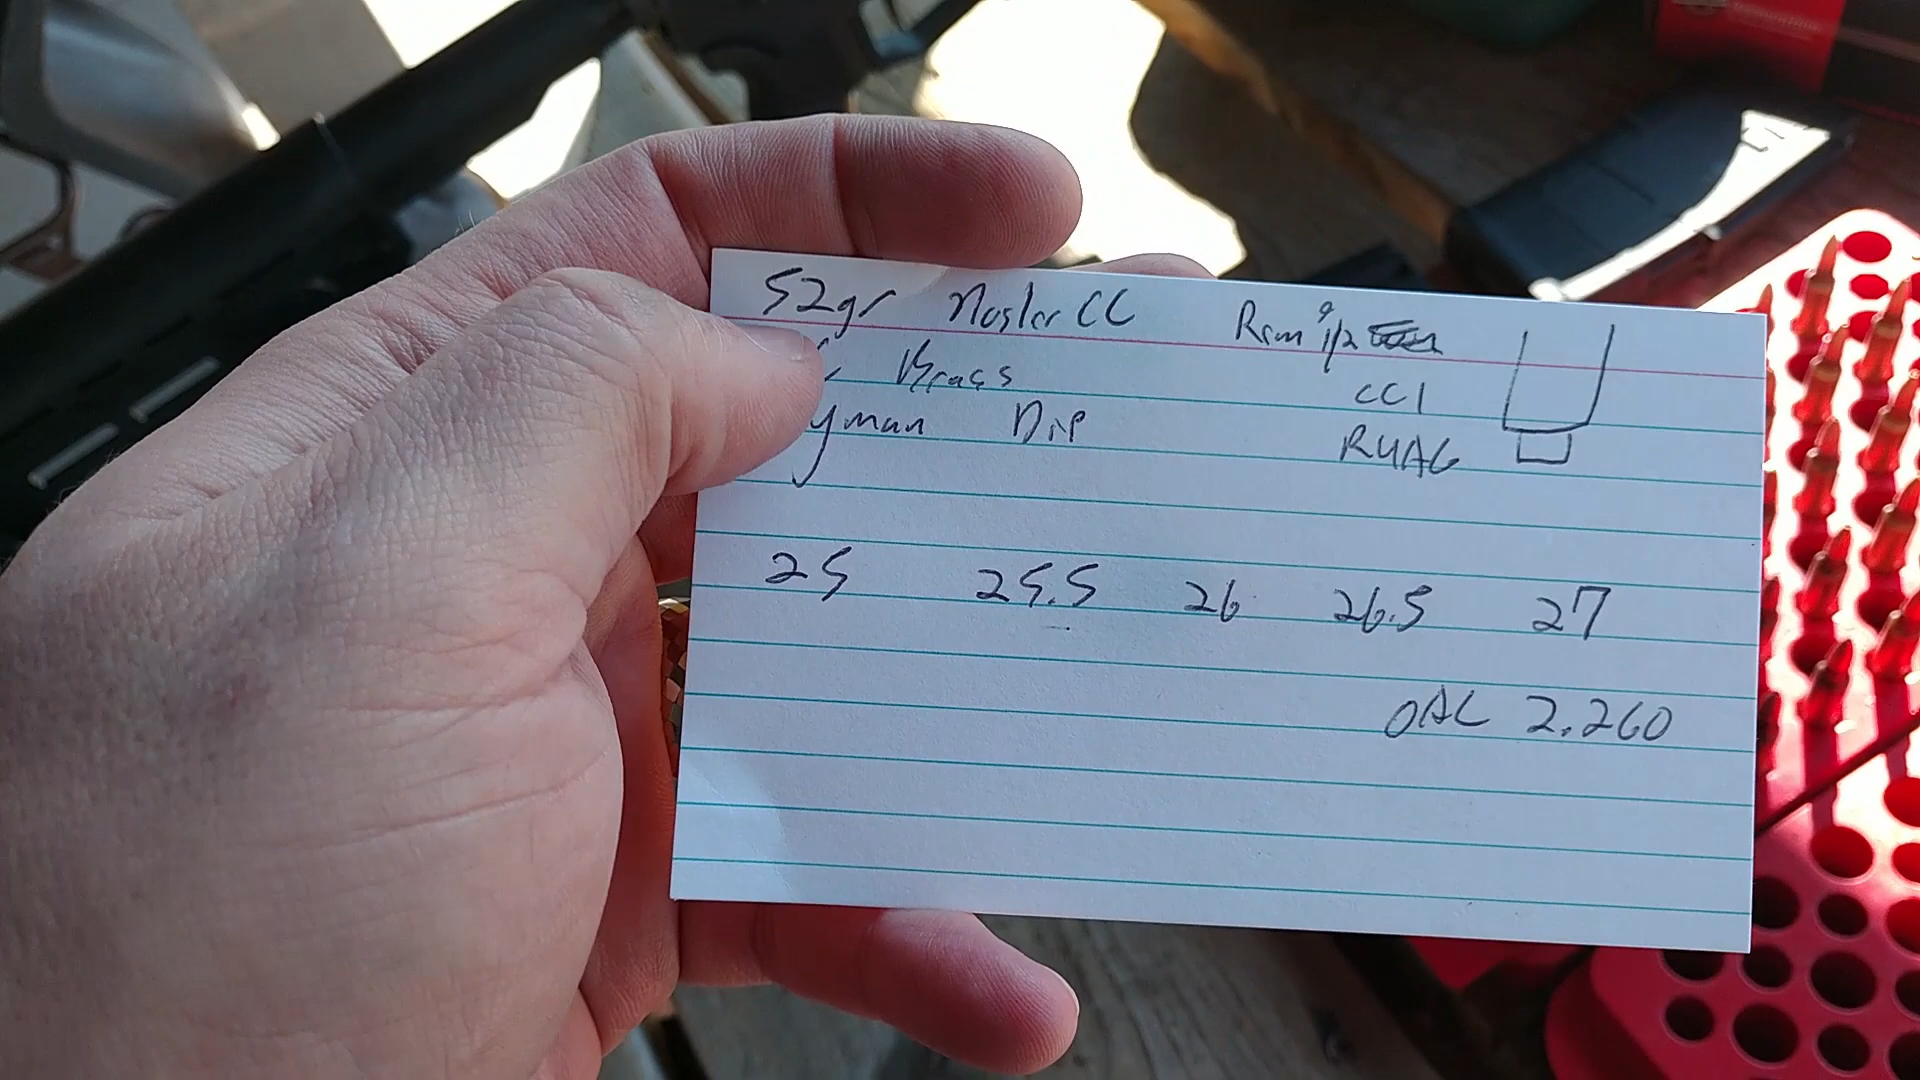 52gr Nosler CC Rem 9 1/2
Brass CCI
yman Dip RUAG
25 25.5 26 26.5 27
OAL 2.260